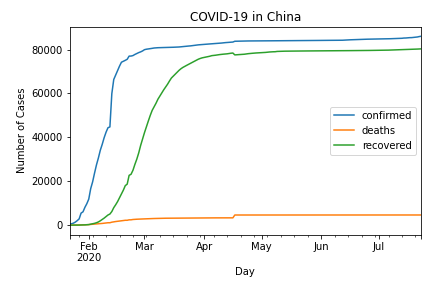 COVID-19 in China
Number of Cases
80000
60000
40000
20000
0
confirmed
deaths
recovered
Feb Mar Apr May Jun Jul
2020
Day